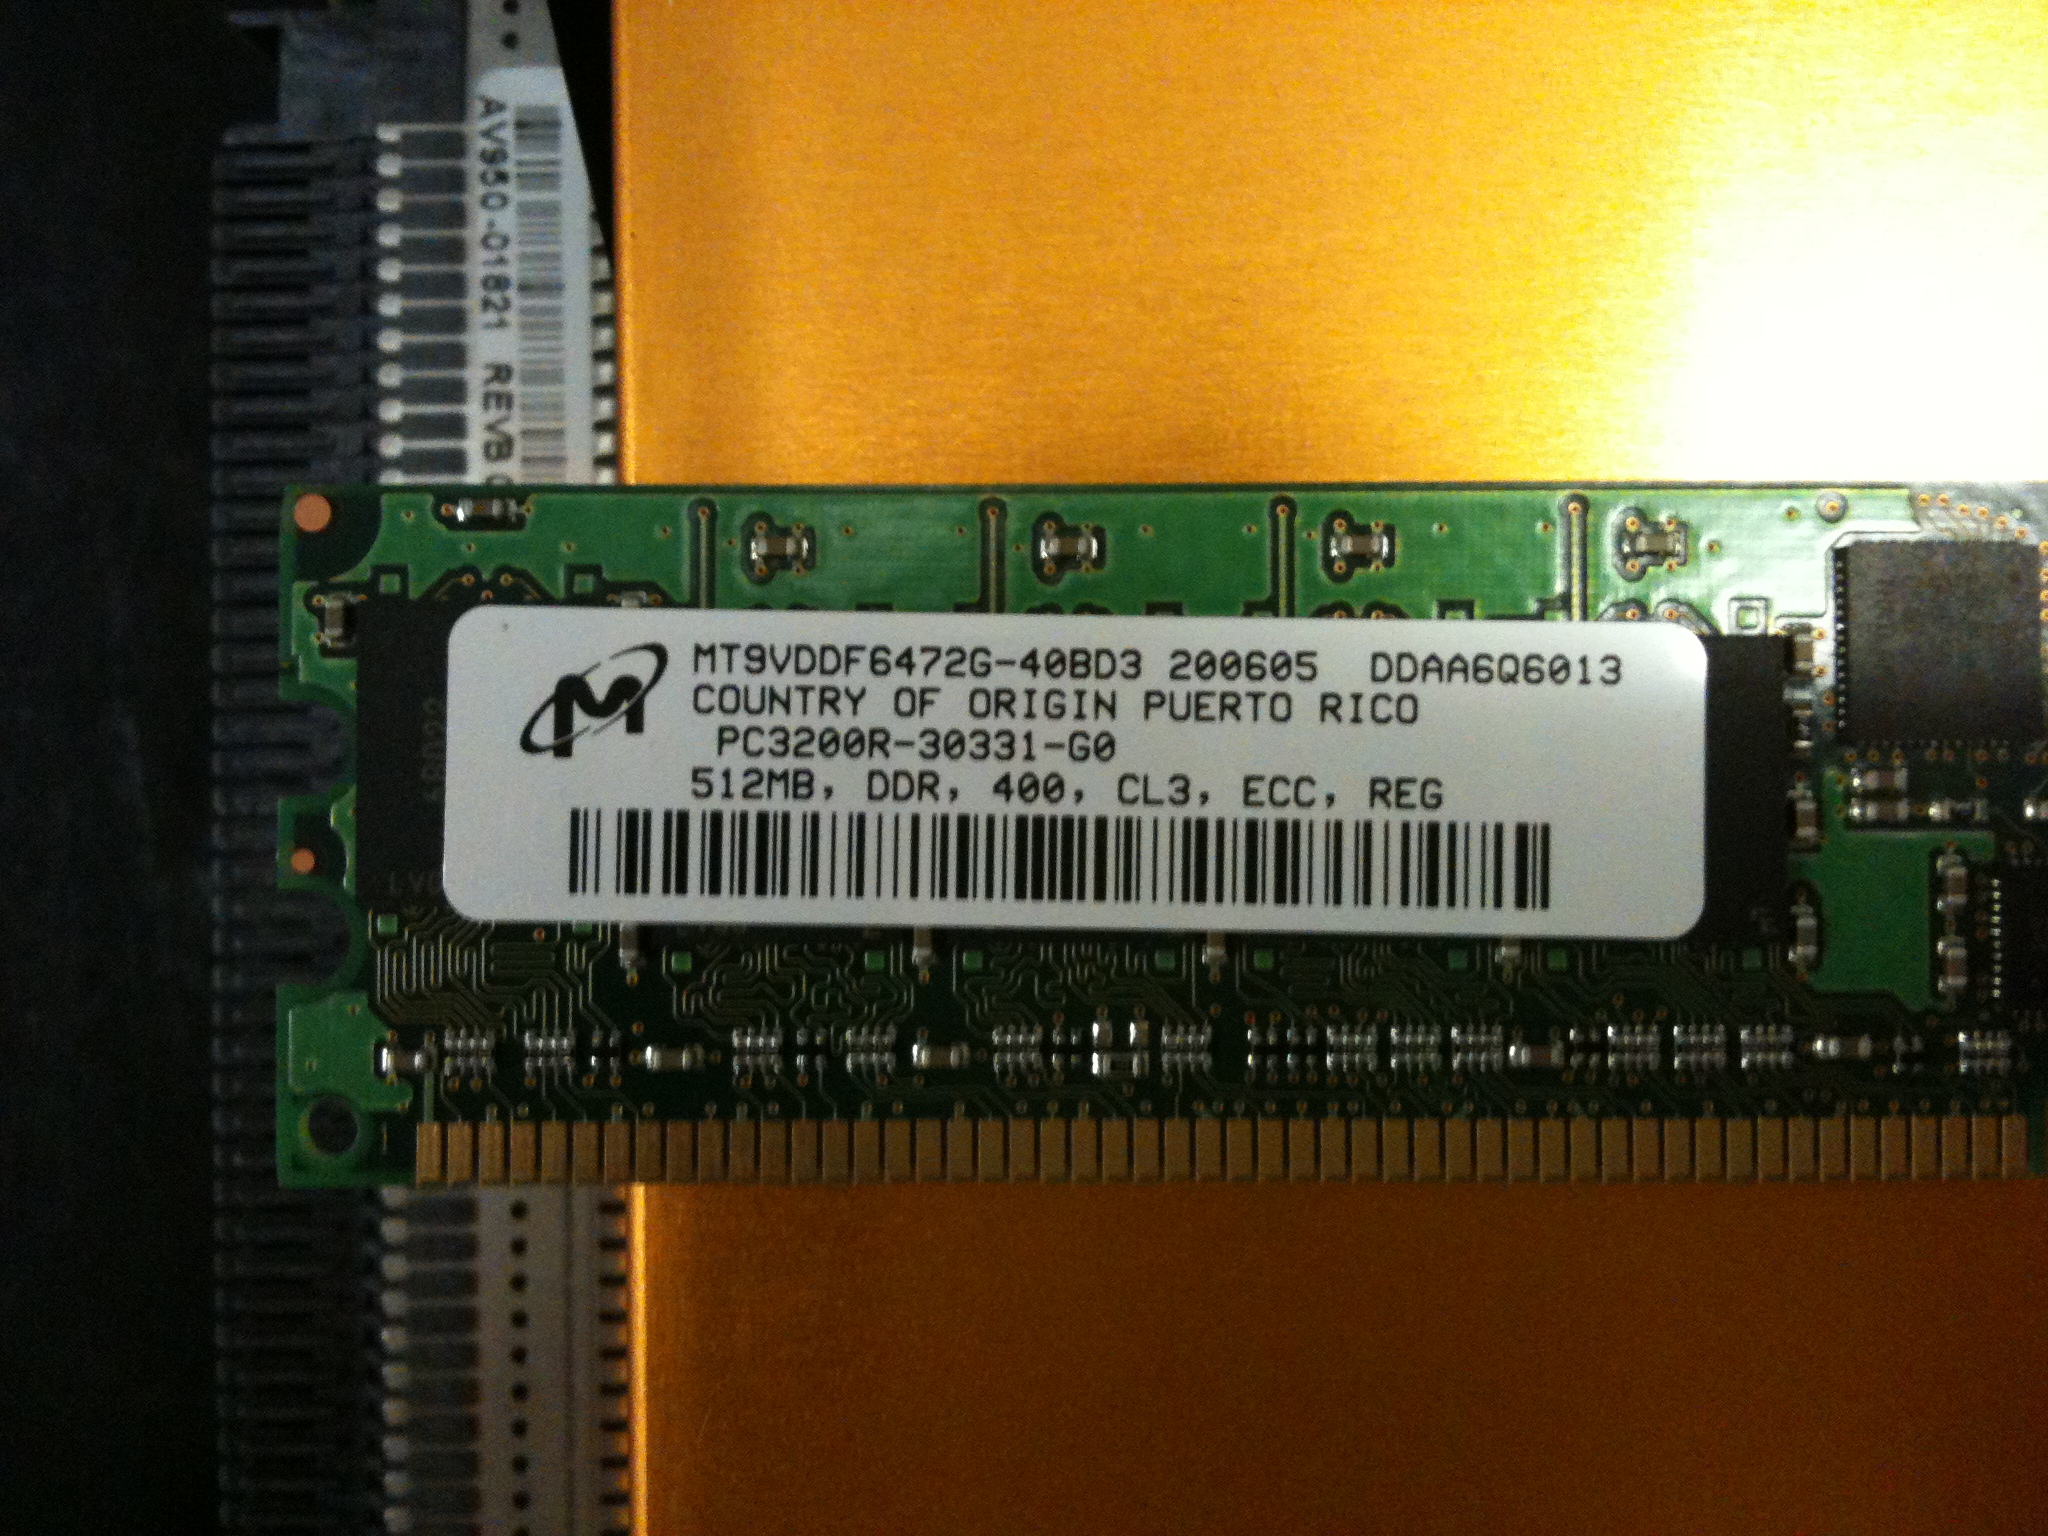 AVS50-01821 REVB
MT9VDDF6472G-40BD3 200605 DDAA6Q6013
COUNTRY OF ORIGIN PUERTO RICO
PC3200R-30331-G0
512MB, DDR, 400, CL3, ECC, REG